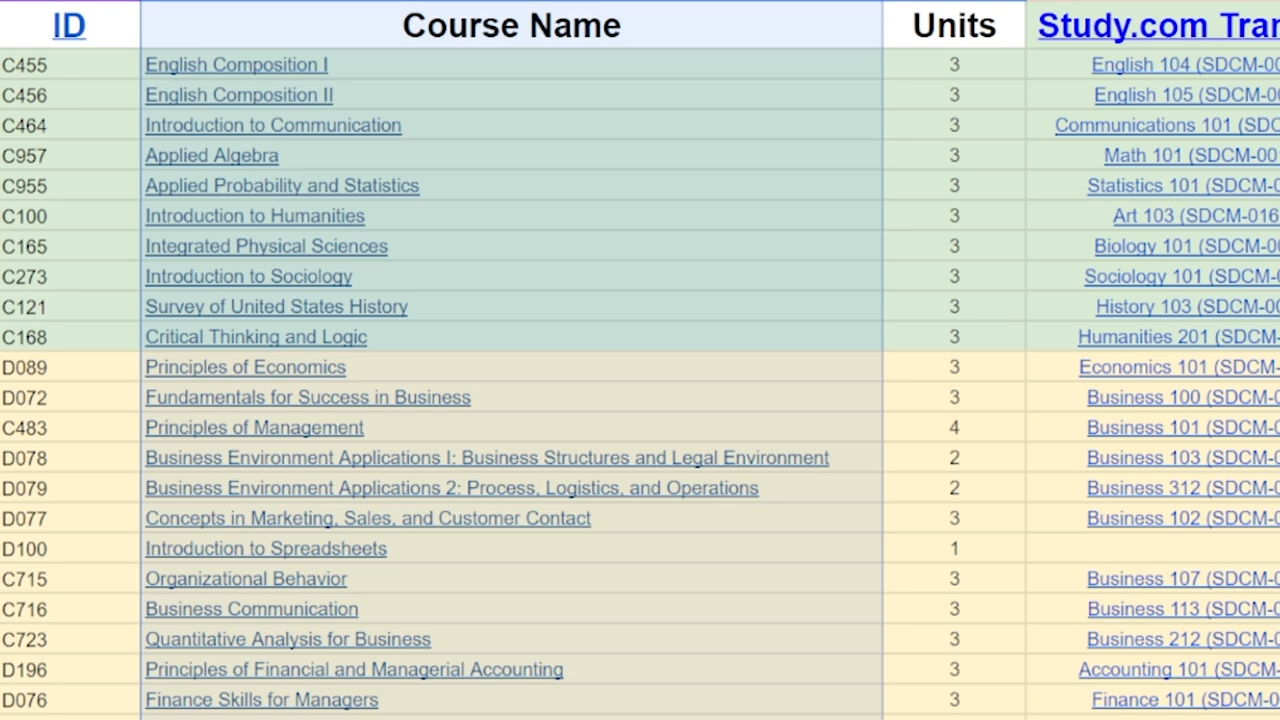 ID Course Name Units Study.com Tran
C455 English Composition I 3 English 104 (SDCM-00
C456 English Composition II 3 English 105 (SDCM-00
C464 Introduction to Communication 3 Communications 101 (SDC
C957 Applied Algebra 3 Math 101 (SDCM-00
C955 Applied Probability and Statistics 3 Statistics 101 (SDCM-0
C100 Introduction to Humanities 3 Art 103 (SDCM-016
C165 Integrated Physical Sciences 3 Biology 101 (SDCM-00
C273 Introduction to Sociology 3 Sociology 101 (SDCM-0
C121 Survey of United States History 3 History 103 (SDCM-00
C168 Critical Thinking and Logic 3 Humanities 201 (SDCM-
D089 Principles of Economics 3 Economics 101 (SDCM-
D072 Fundamentals for Success in Business 3 Business 100 (SDCM-0
C483 Principles of Management 4 Business 101 (SDCM-0
D078 Business Environment Applications I: Business Structures and Legal Environment 2 Business 103 (SDCM-0
D079 Business Environment Applications 2: Process, Logistics, and Operations 2 Business 312 (SDCM-0
D077 Concepts in Marketing, Sales, and Customer Contact 3 Business 102 (SDCM-0
D100 Introduction to Spreadsheets 1
C715 Organizational Behavior 3 Business 107 (SDCM-0
C716 Business Communication 3 Business 113 (SDCM-0
C723 Quantitative Analysis for Business 3 Business 212 (SDCM-0
D196 Principles of Financial and Managerial Accounting 3 Accounting 101 (SDCM-
D076 Finance Skills for Managers 3 Finance 101 (SDCM-0